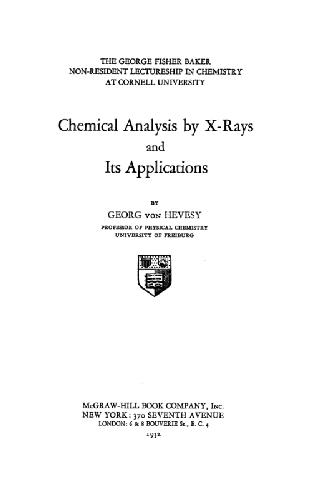 THE GEORGE FISHER BAKER
NON-RESIDENT LECTURESHIP IN CHEMISTRY
AT CORNELL UNIVERSITY
Chemical Analysis by X-Rays
and
Its Applications
BY
GEORG VON HEVESY
PROFESSOR OF PHYSICAL CHEMISTRY
UNIVERSITY OF FREIBURG
McGRAW-HILL BOOK COMPANY, INC.
NEW YORK: 370 SEVENTH AVENUE
LONDON: 6 & 8 BOUVERIE ST., E. C. 4
1932